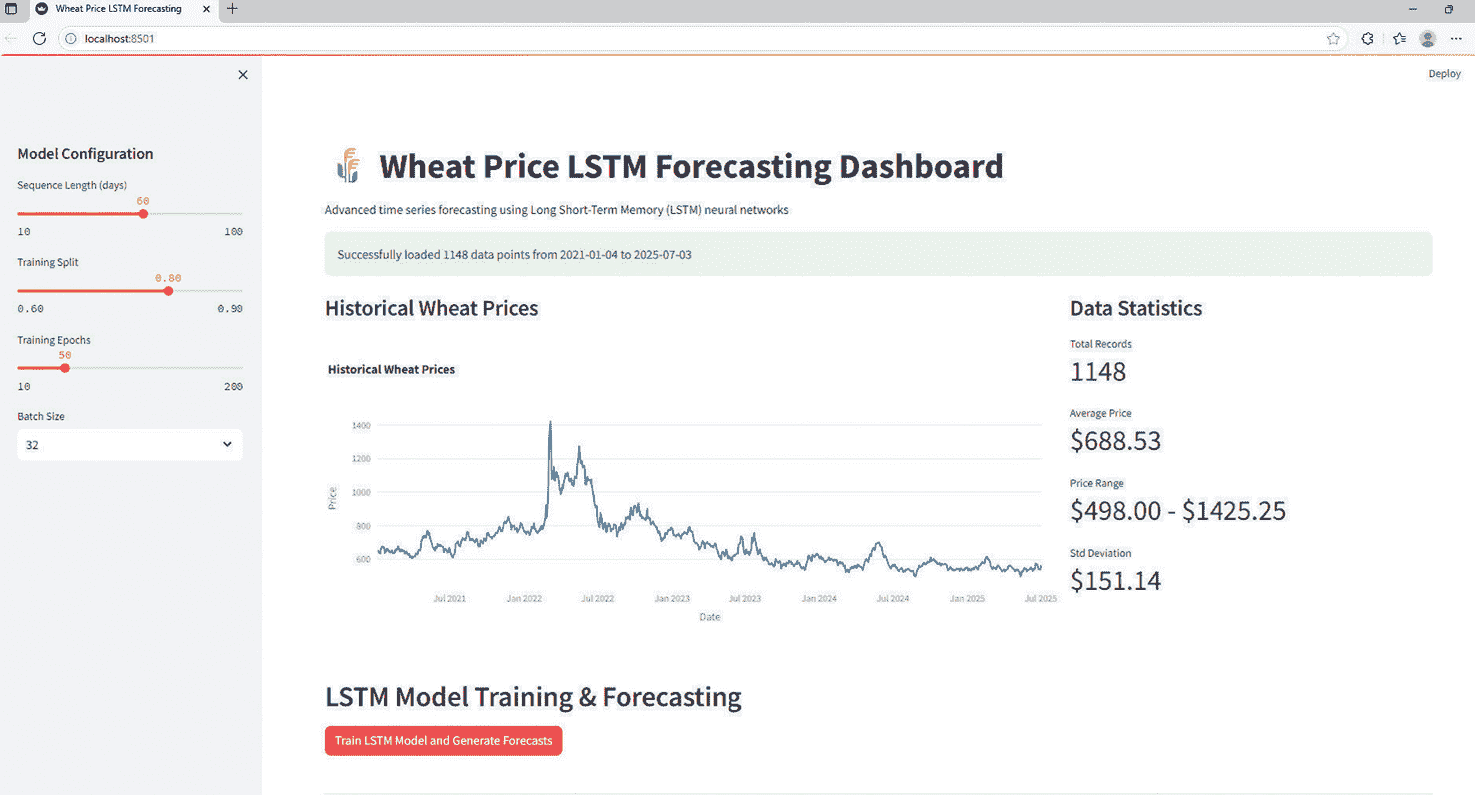 Wheat Price LSTM Forecasting
localhost:8501
Deploy
Model Configuration
Sequence Length (days)
60
10 100
Training Split
0.80
0.60 0.90
Training Epochs
50
10 200
Batch Size
32
Wheat Price LSTM Forecasting Dashboard
Advanced time series forecasting using Long Short-Term Memory (LSTM) neural networks
Successfully loaded 1148 data points from 2021-01-04 to 2025-07-03
Historical Wheat Prices
Historical Wheat Prices
1400
1200
1000
800
600
Price
Jul 2021 Jan 2022 Jul 2022 Jan 2023 Jul 2023 Jan 2024 Jul 2024 Jan 2025 Jul 2025
Date
Data Statistics
Total Records
1148
Average Price
$688.53
Price Range
$498.00 - $1425.25
Std Deviation
$151.14
LSTM Model Training & Forecasting
Train LSTM Model and Generate Forecasts